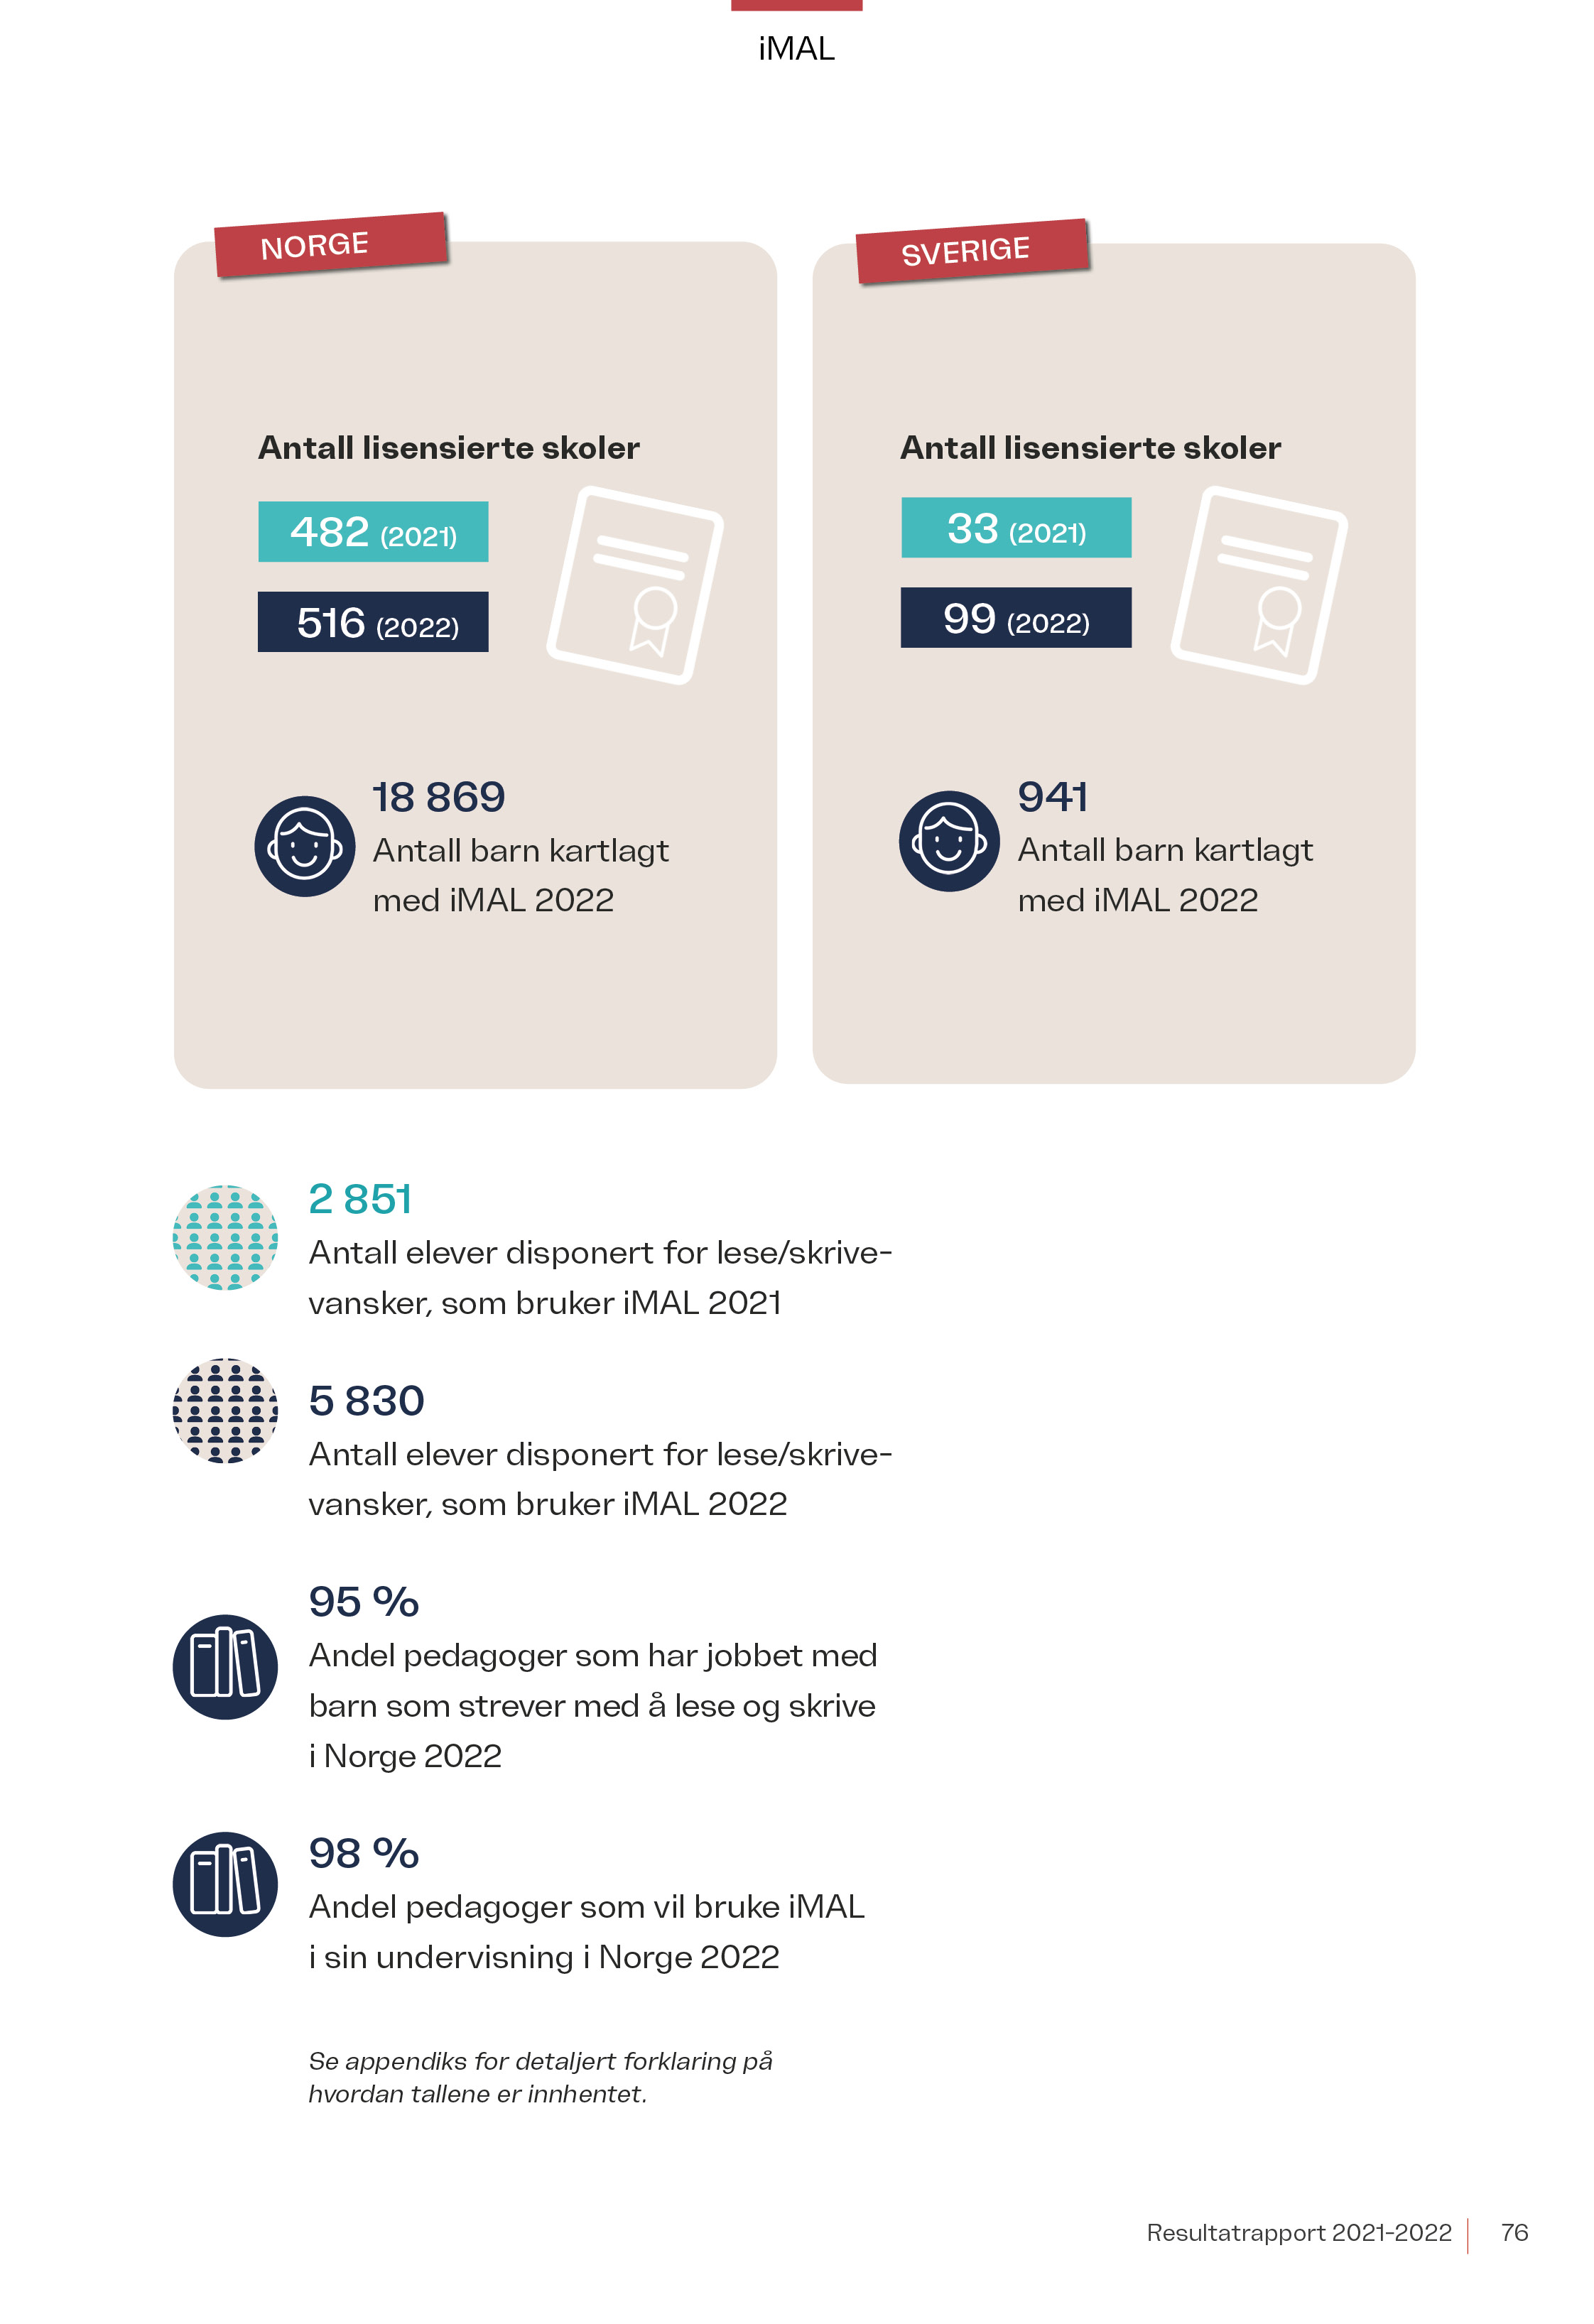 iMAL
NORGE
Antall lisensierte skoler
482 (2021)
516 (2022)
18 869
Antall barn kartlagt
med iMAL 2022
SVERIGE
Antall lisensierte skoler
33 (2021)
99 (2022)
941
Antall barn kartlagt
med iMAL 2022
2 851
Antall elever disponert for lese/skrive-
vansker, som bruker iMAL 2021
5 830
Antall elever disponert for lese/skrive-
vansker, som bruker iMAL 2022
95 %
Andel pedagoger som har jobbet med
barn som strever med å lese og skrive
i Norge 2022
98 %
Andel pedagoger som vil bruke iMAL
i sin undervisning i Norge 2022
Se appendiks for detaljert forklaring på
hvordan tallene er innhentet.
Resultatrapport 2021-2022 76